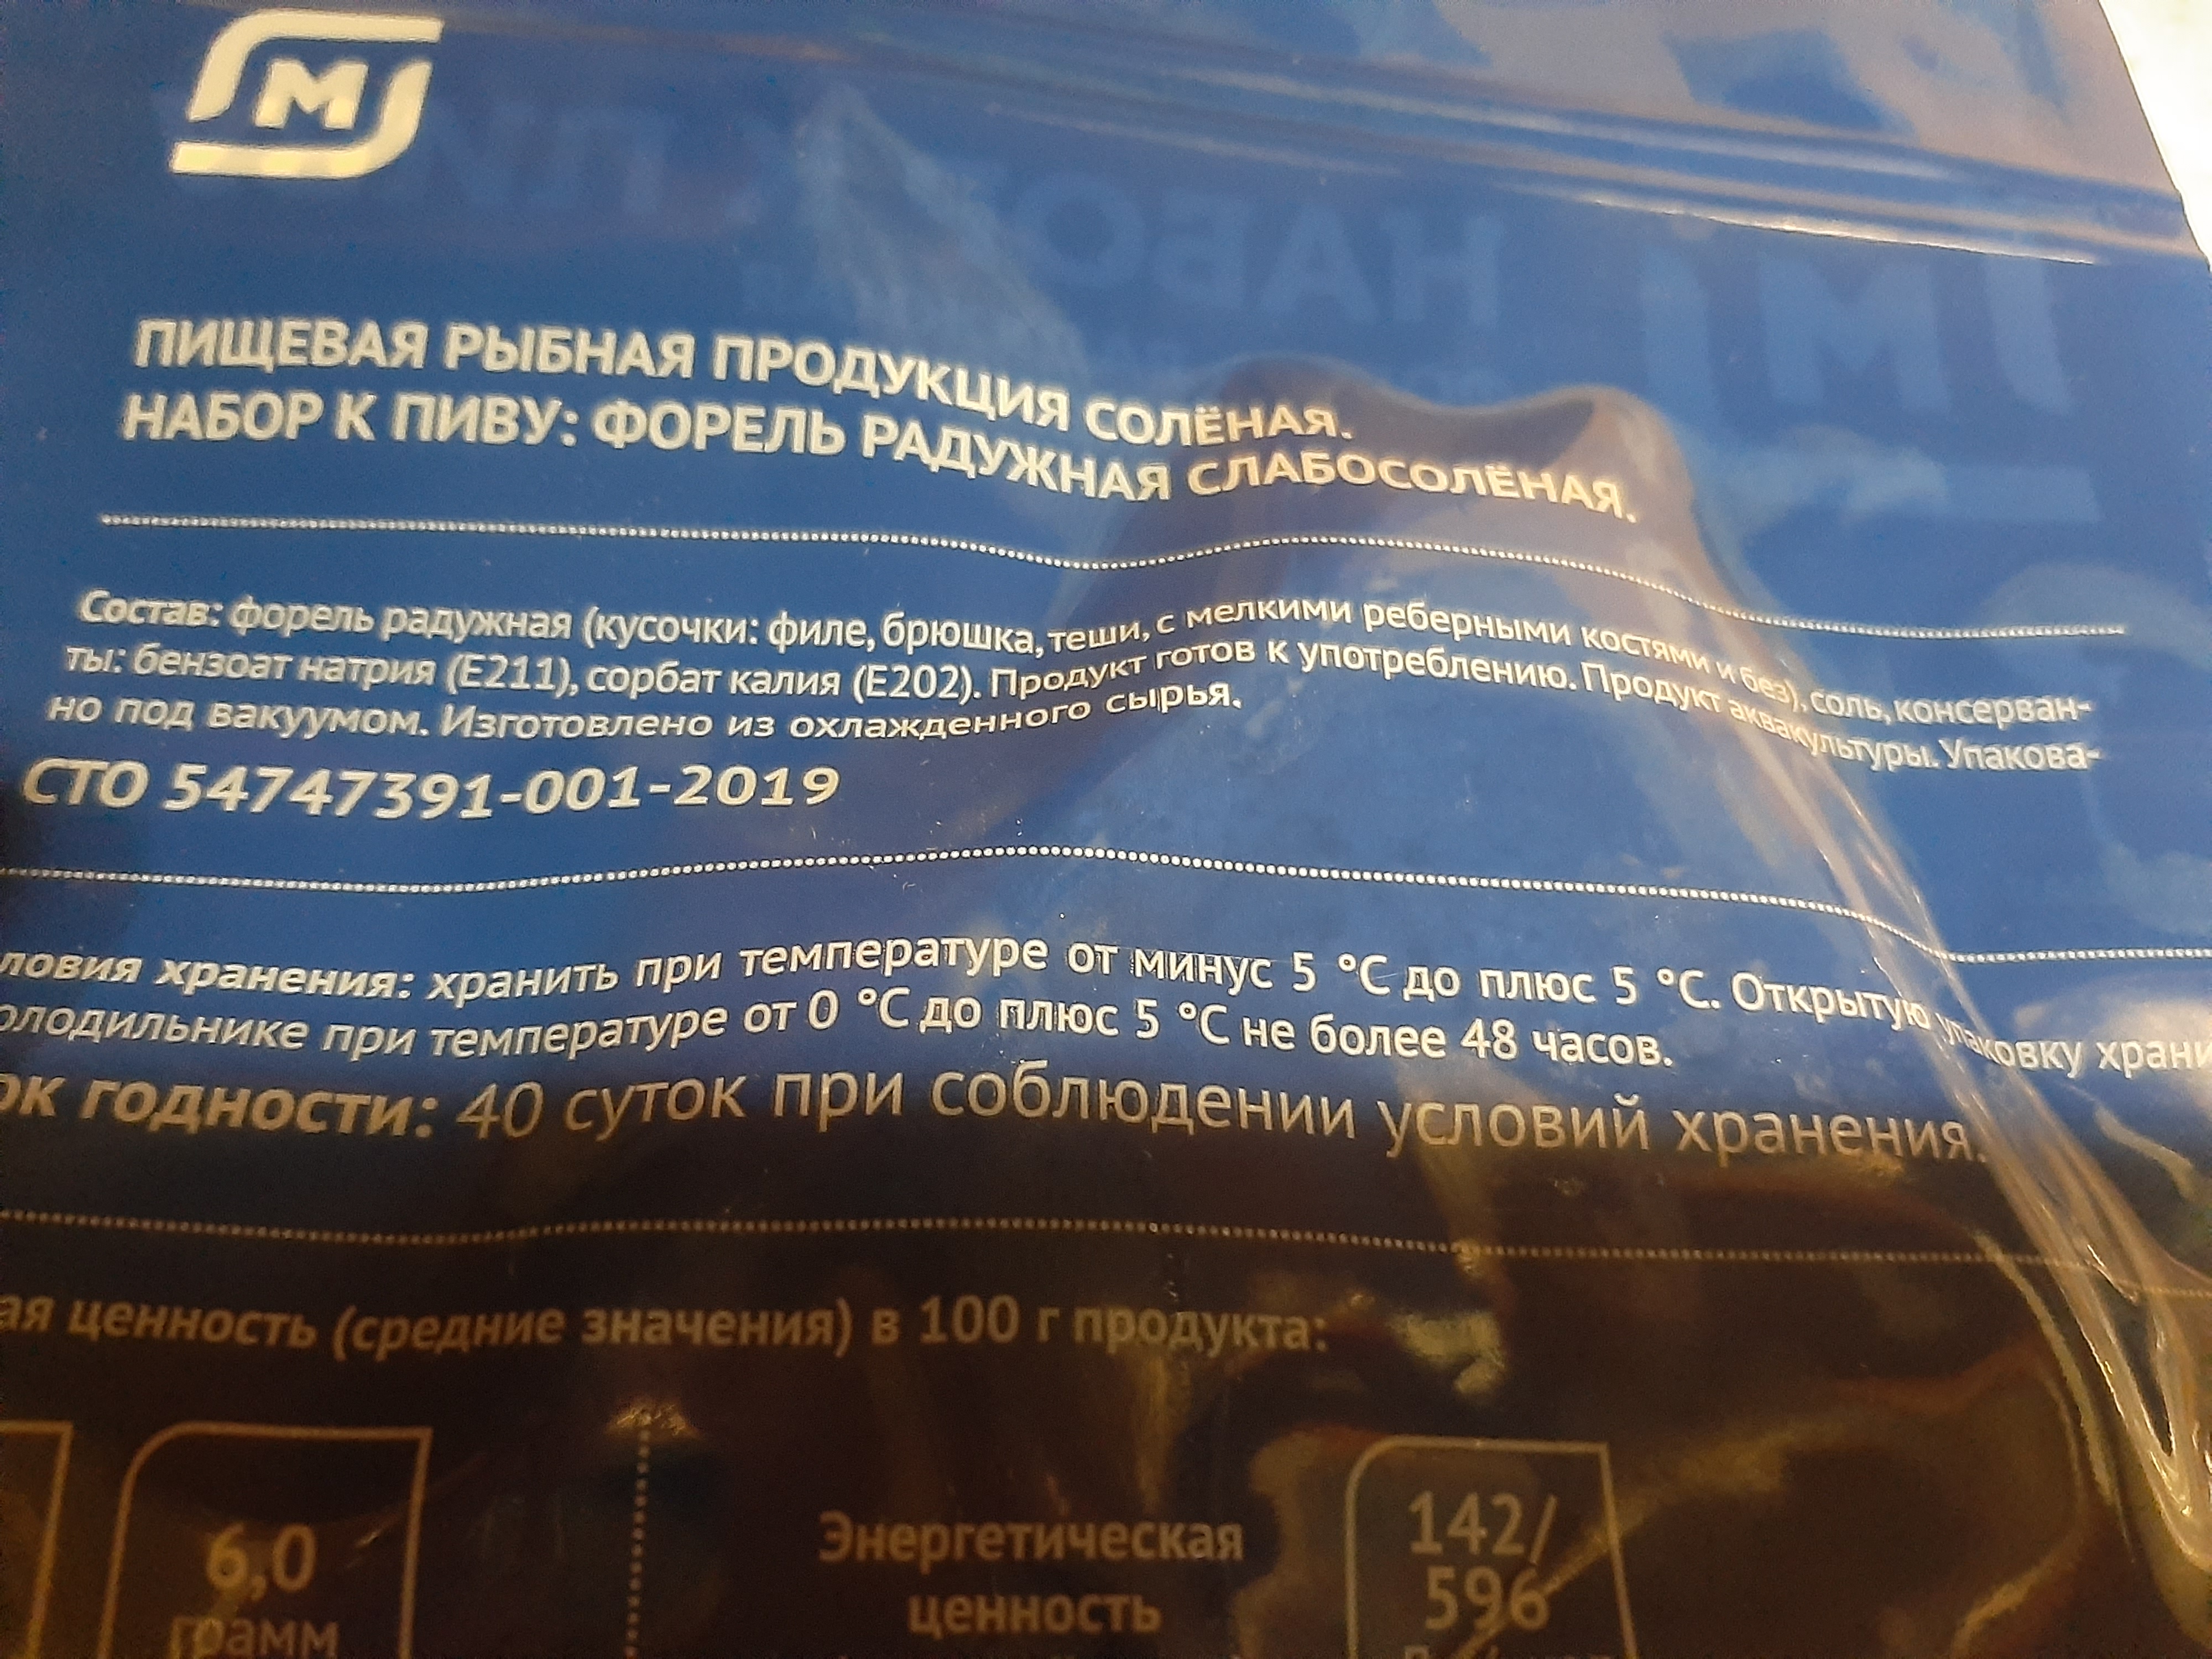 М
ПИЩЕВАЯ РЫБНАЯ ПРОДУКЦИЯ СОЛЁНАЯ.
НАБОР К ПИВУ: ФОРЕЛЬ РАДУЖНАЯ СЛАБОСОЛЁНАЯ.
Состав: форель радужная (кусочки: филе, брюшка, теши, с мелкими реберными костями и без), соль, консерван-
ты: бензоат натрия (Е211), сорбат калия (Е202). Продукт готов к употреблению. Продукт аквакультуры. Упакова-
но под вакуумом. Изготовлено из охлажденного сырья.
СТО 54747391-001-2019
ловия хранения: хранить при температуре от минус 5 °С до плюс 5 °С. Открытую упаковку храни
олодильнике при температуре от 0 °С до плюс 5 °С не более 48 часов.
ок годности: 40 суток при соблюдении условий хранения.
ая ценность (средние значения) в 100 г продукта:
6,0
грамм
Энергетическая
ценность
142/
596